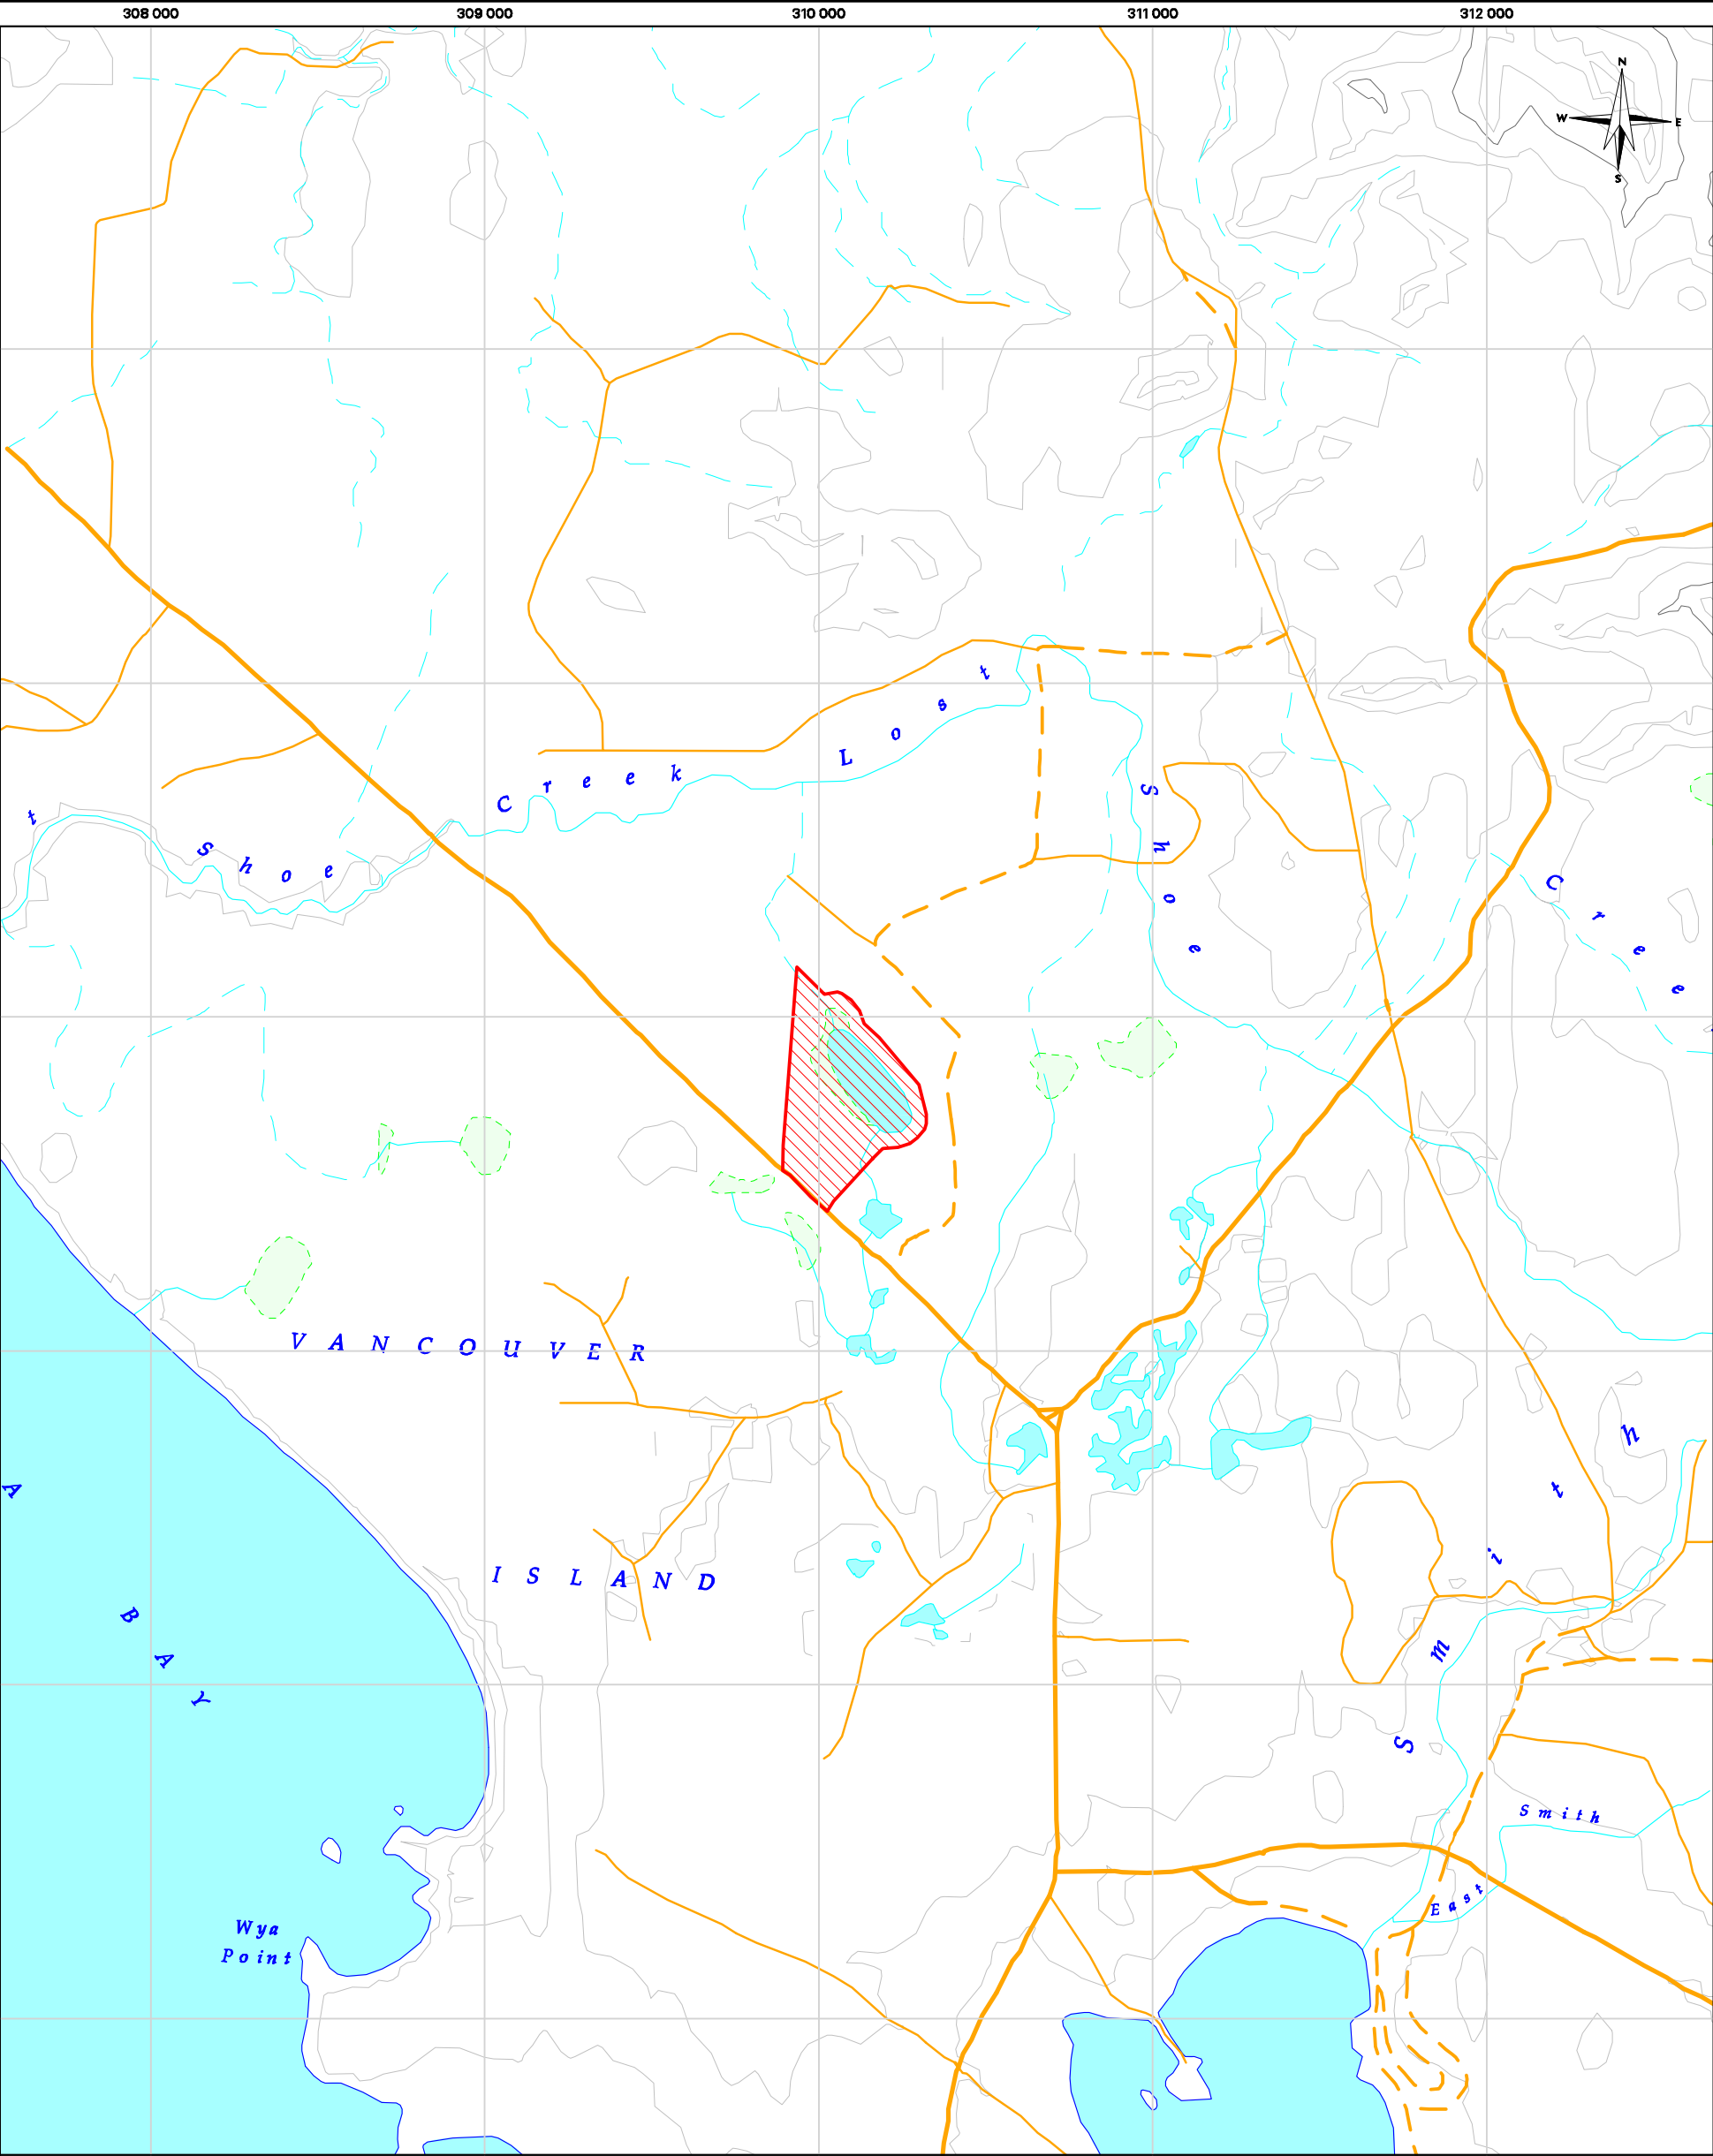 308 000 309 000 310 000 311 000 312 000
N
W E
S
Lost
Shoe
Creek
t Shoe
Cree
VANCOUVER
ISLAND
A BAY
Smith
Smith
East
Wya
Point